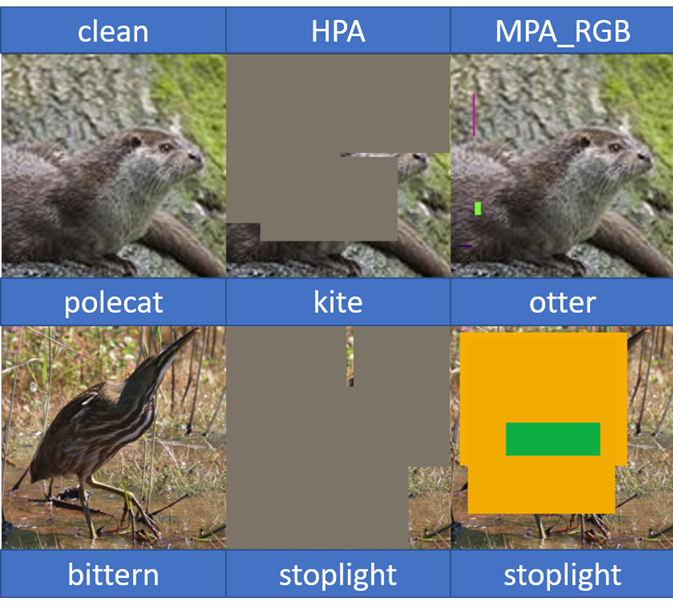 clean HPA MPA_RGB
polecat kite otter
bittern stoplight stoplight